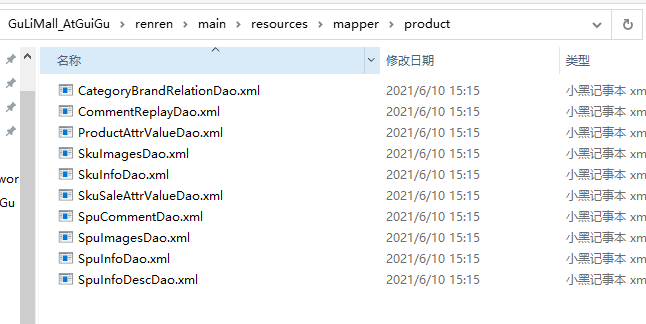 GuLiMall_AtGuiGu > renren > main > resources > mapper > product
名称 修改日期 类型
CategoryBrandRelationDao.xml 2021/6/10 15:15 小黑记事本 xm
CommentReplayDao.xml 2021/6/10 15:15 小黑记事本 xm
ProductAttrValueDao.xml 2021/6/10 15:15 小黑记事本 xm
SkuImagesDao.xml 2021/6/10 15:15 小黑记事本 xm
SkuInfoDao.xml 2021/6/10 15:15 小黑记事本 xm
wor
SkuSaleAttrValueDao.xml 2021/6/10 15:15 小黑记事本 xm
Gu
SpuCommentDao.xml 2021/6/10 15:15 小黑记事本 xm
SpuImagesDao.xml 2021/6/10 15:15 小黑记事本 xm
SpuInfoDao.xml 2021/6/10 15:15 小黑记事本 xm
SpuInfoDescDao.xml 2021/6/10 15:15 小黑记事本 xm